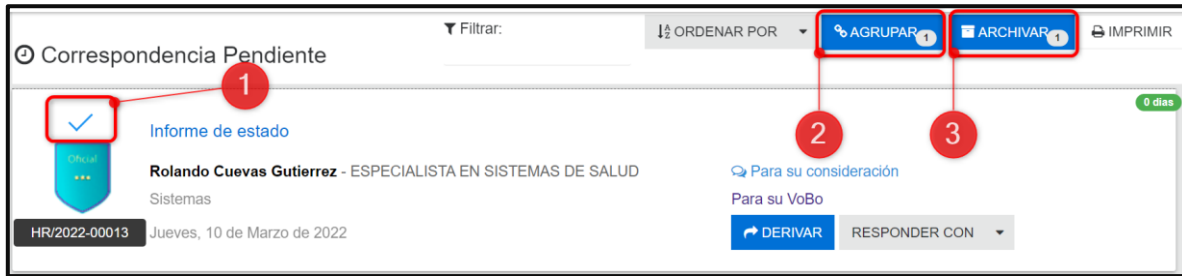 Correspondencia Pendiente
Filtrar:
ORDENAR POR
AGRUPAR 1
ARCHIVAR 1
IMPRIMIR
1
2
3
0 dias
Oficial
HR/2022-00013
Informe de estado
Rolando Cuevas Gutierrez - ESPECIALISTA EN SISTEMAS DE SALUD
Sistemas
Jueves, 10 de Marzo de 2022
Para su consideración
Para su VoBo
DERIVAR
RESPONDER CON